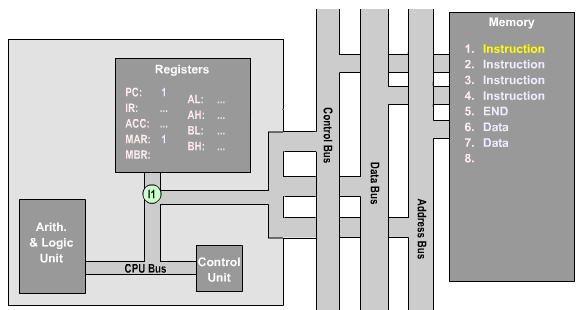 Registers
PC: 1
IR: ...
ACC: ...
MAR: 1
MBR:
AL: ...
AH: ...
BL: ...
BH: ...
I1
Arith.
& Logic
Unit
CPU Bus
Control
Unit
Control Bus
Data Bus
Address Bus
Memory
1. Instruction
2. Instruction
3. Instruction
4. Instruction
5. END
6. Data
7. Data
8.